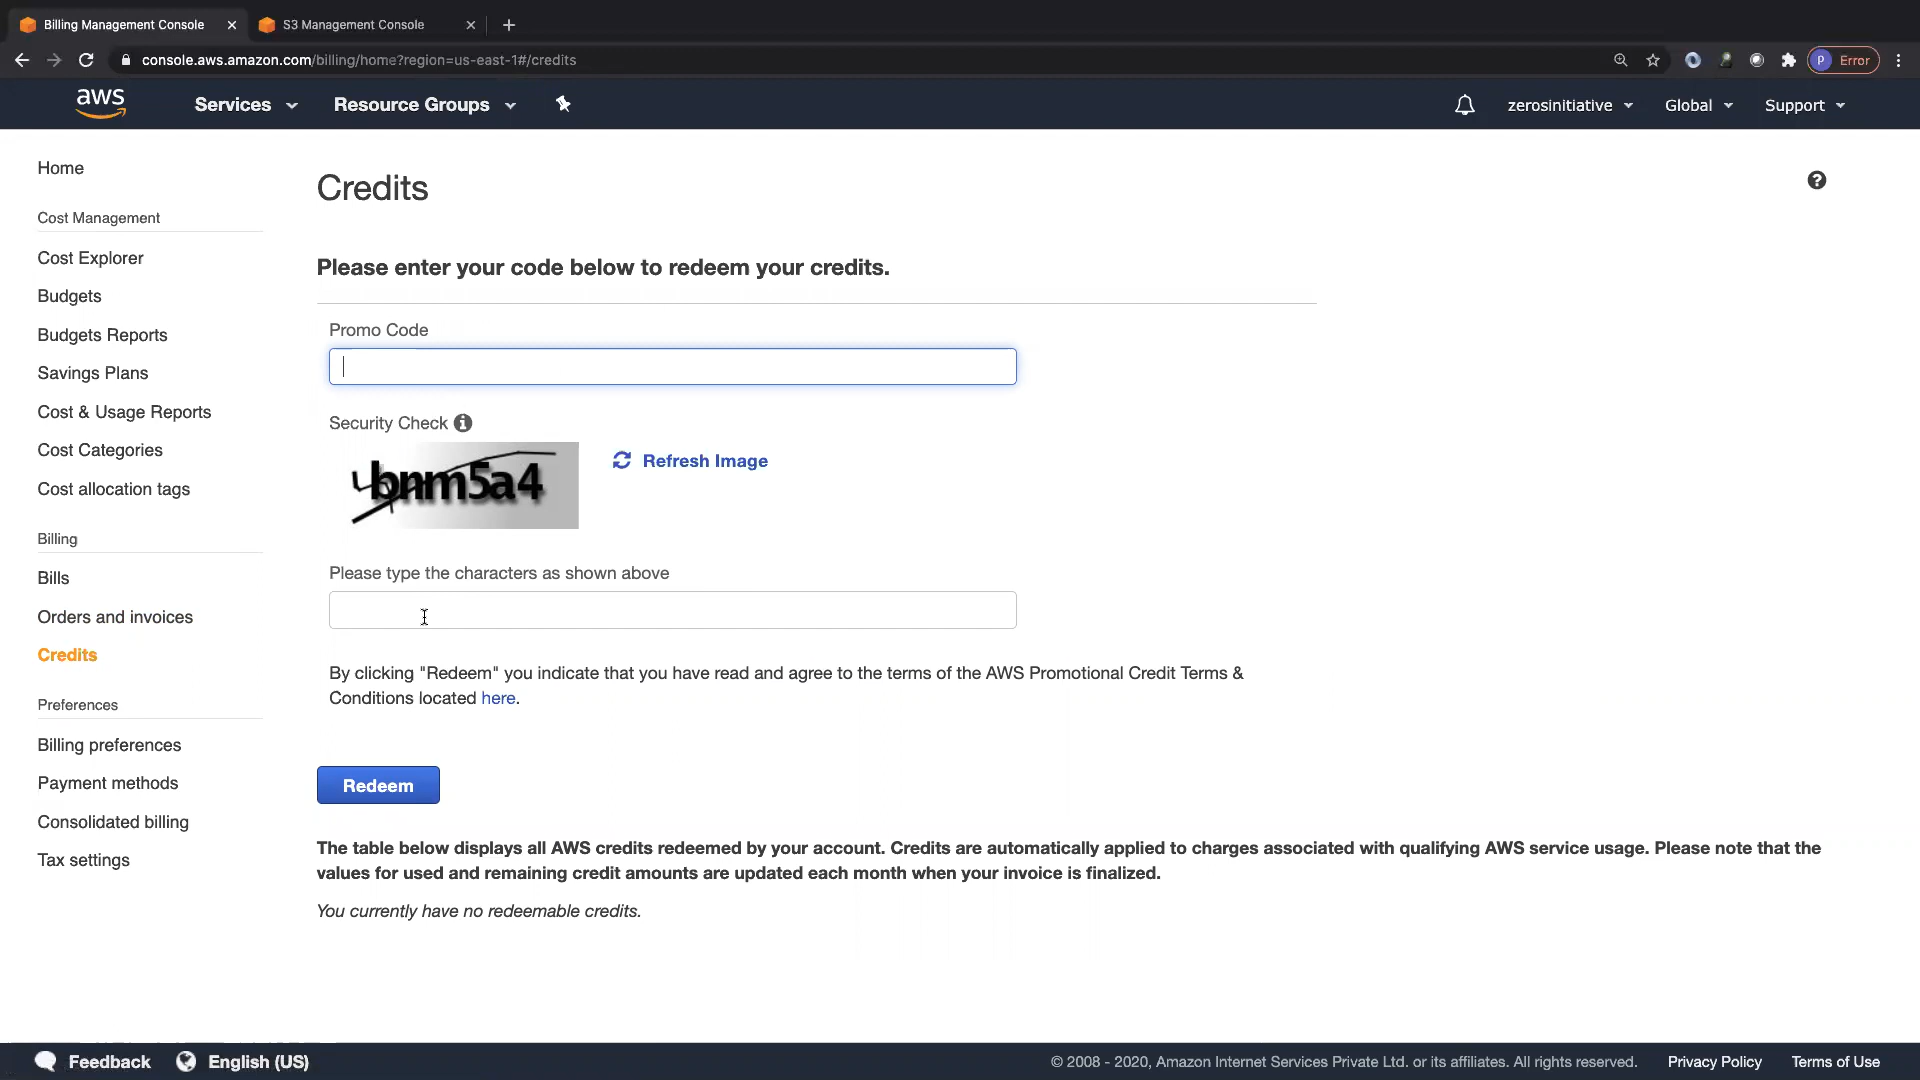 Billing Management Console
S3 Management Console
console.aws.amazon.com/billing/home?region=us-east-1#/credits
P Error
aws Services Resource Groups zerosinitiative Global Support
Home
Cost Management
Cost Explorer
Budgets
Budgets Reports
Savings Plans
Cost & Usage Reports
Cost Categories
Cost allocation tags
Billing
Bills
Orders and invoices
Credits
Preferences
Billing preferences
Payment methods
Consolidated billing
Tax settings
Credits
Please enter your code below to redeem your credits.
Promo Code
Security Check
Refresh Image
Please type the characters as shown above
By clicking "Redeem" you indicate that you have read and agree to the terms of the AWS Promotional Credit Terms &
Conditions located here.
Redeem
The table below displays all AWS credits redeemed by your account. Credits are automatically applied to charges associated with qualifying AWS service usage. Please note that the
values for used and remaining credit amounts are updated each month when your invoice is finalized.
You currently have no redeemable credits.
Feedback English (US)
© 2008 - 2020, Amazon Internet Services Private Ltd. or its affiliates. All rights reserved. Privacy Policy Terms of Use